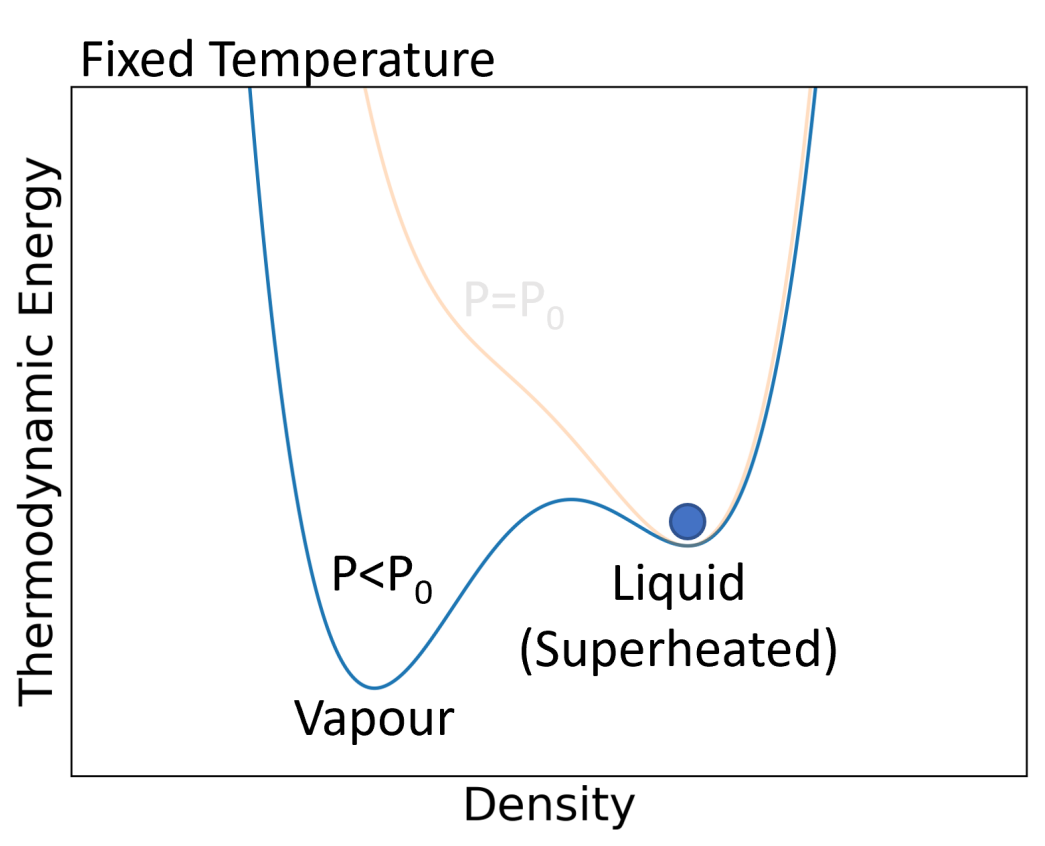 Fixed Temperature
Thermodynamic Energy
P=P₀
P<P₀
Liquid
(Superheated)
Vapour
Density